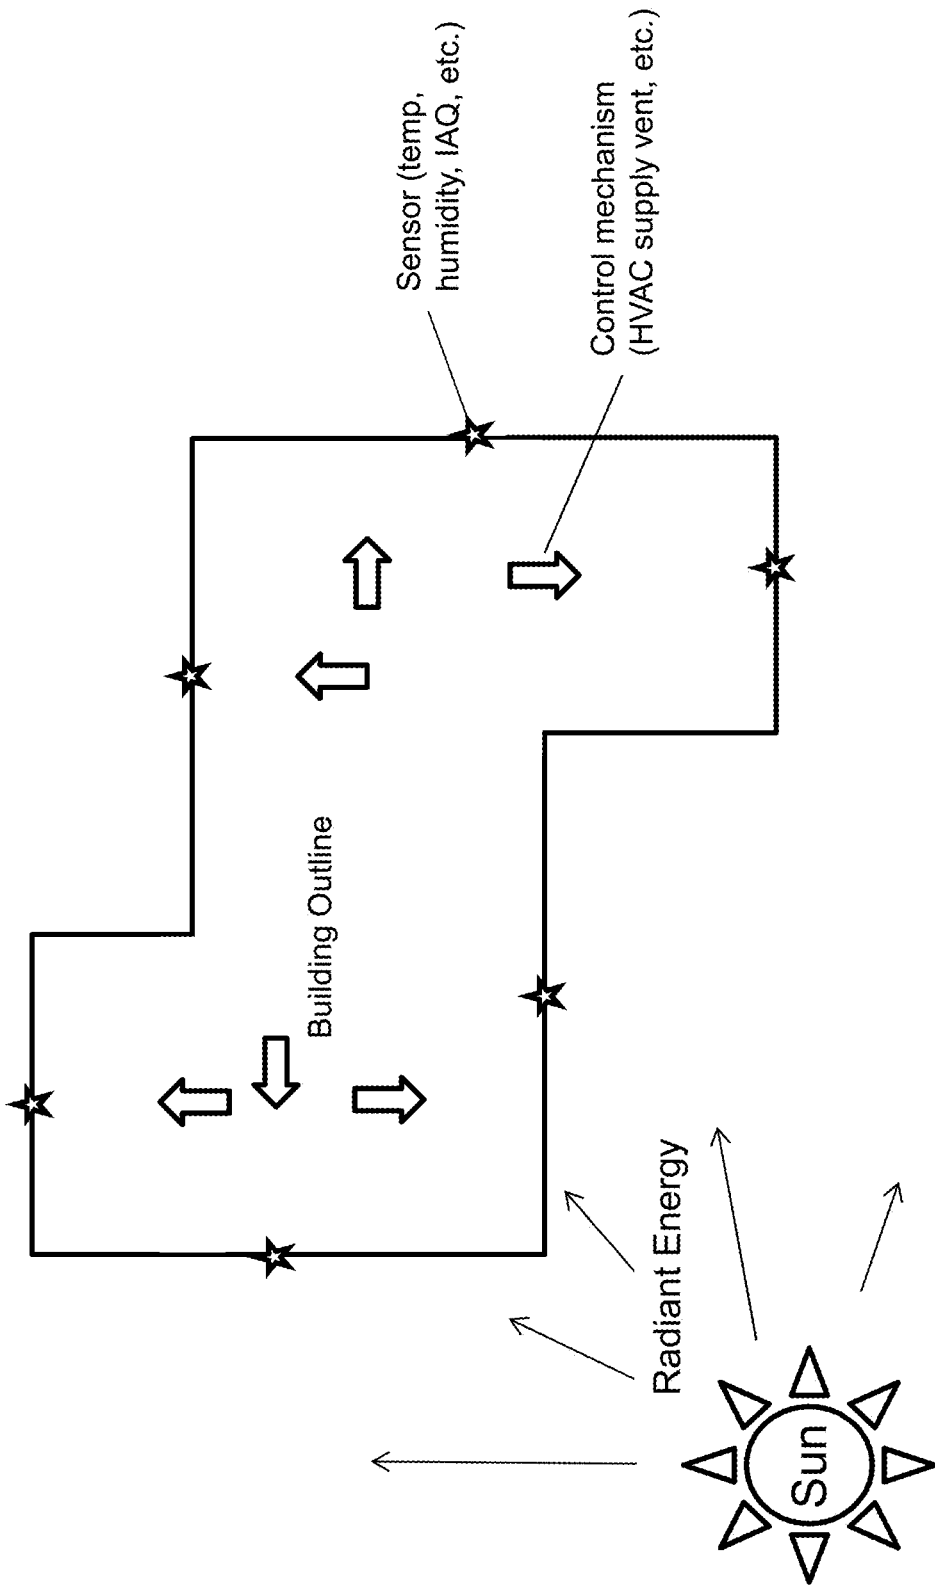 Sensor (temp,
humidity, IAQ, etc.)
Control mechanism
(HVAC supply vent, etc.)
Building Outline
Radiant Energy
Sun